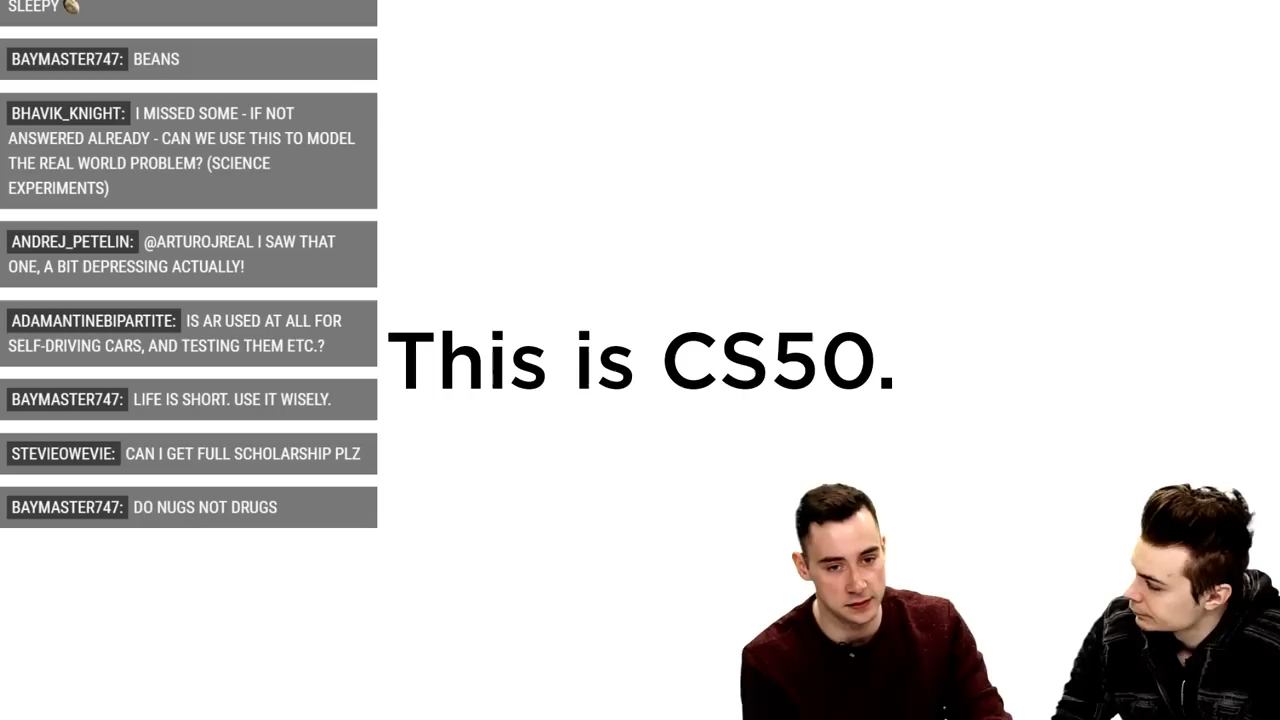 SLEEPY
BAYMASTER747: BEANS
BHAVIK_KNIGHT: I MISSED SOME - IF NOT
ANSWERED ALREADY - CAN WE USE THIS TO MODEL
THE REAL WORLD PROBLEM? (SCIENCE
EXPERIMENTS)
ANDREJ_PETELIN: @ARTUROJREAL I SAW THAT
ONE, A BIT DEPRESSING ACTUALLY!
ADAMANTINEBIPARTITE: IS AR USED AT ALL FOR
SELF-DRIVING CARS, AND TESTING THEM ETC.?
BAYMASTER747: LIFE IS SHORT. USE IT WISELY.
STEVIEOWEVIE: CAN I GET FULL SCHOLARSHIP PLZ
BAYMASTER747: DO NUGS NOT DRUGS
This is CS50.